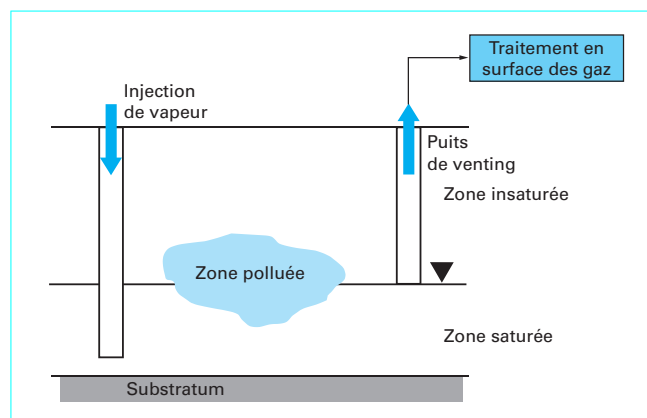 Traitement en
surface des gaz
Injection
de vapeur
Puits
de venting
Zone insaturée
Zone polluée
Zone saturée
Substratum